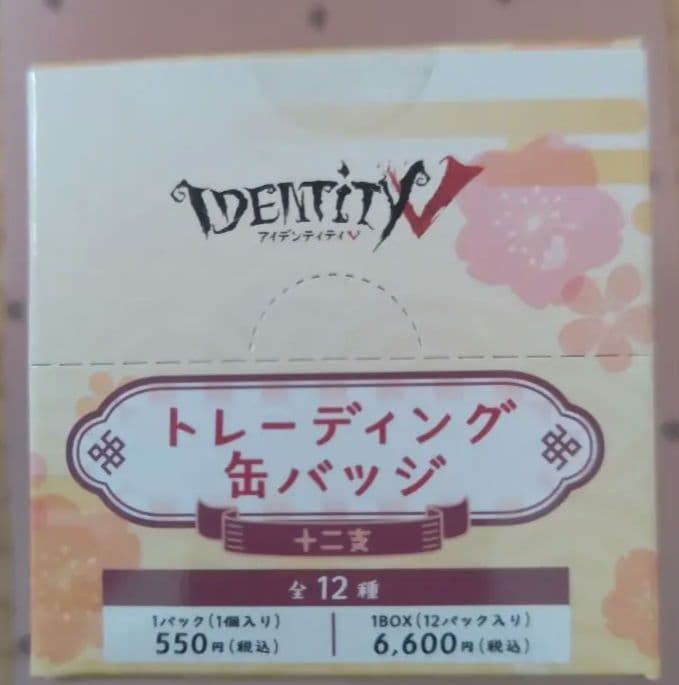 IDENTITY V
アイデンティティV
トレーディング
缶バッジ
十二支
全12種
1パック(1個入り)
550円(税込)
1BOX(12パック入り)
6,600円(税込)